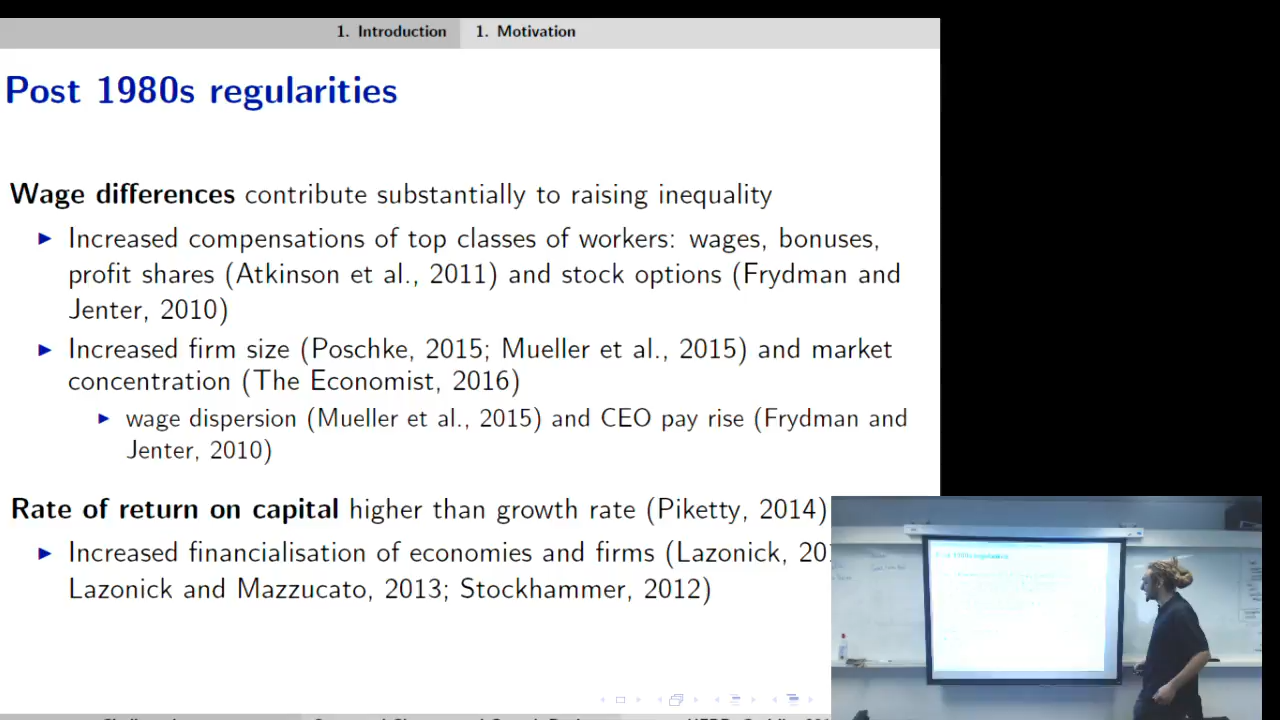 1. Introduction 1. Motivation
Post 1980s regularities
Wage differences contribute substantially to raising inequality
Increased compensations of top classes of workers: wages, bonuses,
profit shares (Atkinson et al., 2011) and stock options (Frydman and
Jenter, 2010)
Increased firm size (Poschke, 2015; Mueller et al., 2015) and market
concentration (The Economist, 2016)
wage dispersion (Mueller et al., 2015) and CEO pay rise (Frydman and
Jenter, 2010)
Rate of return on capital higher than growth rate (Piketty, 2014)
Increased financialisation of economies and firms (Lazonick,
Lazonick and Mazzucato, 2013; Stockhammer, 2012)
Post 1980s regularities